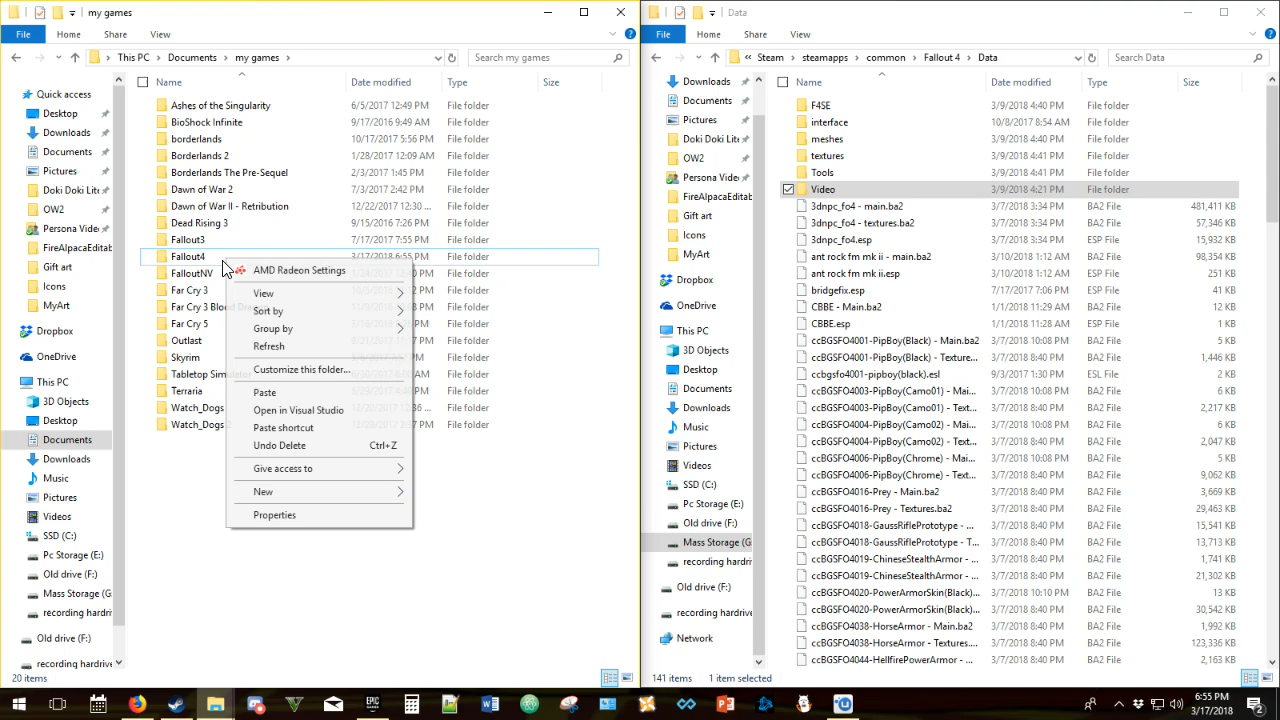 my games
File Home Share View
This PC > Documents > my games
Search my games
Name Date modified Type Size
Quick access
Desktop
Downloads
Documents
Pictures
Doki Doki Lit
OW2
Persona Video
FireAlpacaEditab
Gift art
Icons
MyArt
Dropbox
OneDrive
This PC
3D Objects
Desktop
Documents
Downloads
Music
Pictures
Videos
SSD (C:)
Pc Storage (E:)
Old drive (F:)
Mass Storage (G
recording hardriv
Old drive (F:)
recording hardrive
Ashes of the Singularity 6/5/2017 12:49 PM File folder
BioShock Infinite 9/17/2016 9:49 AM File folder
borderlands 10/17/2017 5:56 PM File folder
Borderlands 2 1/28/2017 12:09 AM File folder
Borderlands The Pre-Sequel 2/3/2017 1:45 PM File folder
Dawn of War 2 7/3/2017 2:42 PM File folder
Dawn of War II - Retribution 12/22/2017 12:30 ... File folder
Dead Rising 3 9/15/2016 7:26 PM File folder
Fallout3 7/17/2017 7:55 PM File folder
Fallout4 3/17/2018 6:55 PM File folder
FalloutNV File folder
Far Cry 3 File folder
Far Cry 3 Blood File folder
Far Cry 5 File folder
Outlast File folder
Skyrim File folder
Tabletop Simulator File folder
Terraria File folder
Watch_Dogs File folder
Watch_Dogs 2 File folder
AMD Radeon Settings
View
Sort by
Group by
Refresh
Customize this folder...
Paste
Open in Visual Studio
Paste shortcut
Undo Delete Ctrl+Z
Give access to
New
Properties
20 items
Data
File Home Share View
« Steam > steamapps > common > Fallout 4 > Data
Search Data
Name Date modified Type Size
Downloads
Documents
Pictures
Doki Doki Lite
OW2
Persona Video
FireAlpacaEditab
Gift art
Icons
MyArt
Dropbox
OneDrive
This PC
3D Objects
Desktop
Documents
Downloads
Music
Pictures
Videos
SSD (C:)
Pc Storage (E:)
Old drive (F:)
Mass Storage (G
recording hardriv
Old drive (F:)
recording hardrive
Network
F4SE 3/9/2018 4:40 PM File folder
interface 10/8/2017 8:54 AM File folder
meshes 3/9/2018 4:40 PM File folder
textures 3/9/2018 4:41 PM File folder
Tools 3/9/2018 4:41 PM File folder
Video 3/9/2018 4:21 PM File folder
3dnpc_fo4 - main.ba2 3/7/2018 3:34 PM BA2 File 481,411 KB
3dnpc_fo4 - textures.ba2 3/7/2018 3:34 PM BA2 File 57,346 KB
3dnpc_fo4.esp 3/7/2018 3:34 PM ESP File 15,932 KB
ant rock fm mk ii - main.ba2 3/10/2018 1:12 AM BA2 File 98,354 KB
ant rock fm mk ii.esp 3/10/2018 1:12 AM ESP File 251 KB
bridgefix.esp 7/17/2017 7:06 PM ESP File 41 KB
CBBE - Main.ba2 1/1/2018 11:29 AM BA2 File 12 KB
CBBE.esp 1/1/2018 11:28 AM ESP File 1 KB
ccBGSFO4001-PipBoy(Black) - Main.ba2 3/7/2018 8:40 PM BA2 File 11 KB
ccBGSFO4001-PipBoy(Black) - Texture... 3/7/2018 8:40 PM BA2 File 1,446 KB
ccbgsfo4001-pipboy(black).esl 9/3/2017 1:30 PM ESL File 2 KB
ccBGSFO4003-PipBoy(Camo01) - Mai... 3/7/2018 10:08 PM BA2 File 11 KB
ccBGSFO4003-PipBoy(Camo01) - Text... 3/7/2018 8:40 PM BA2 File 2,217 KB
ccBGSFO4004-PipBoy(Camo02) - Mai... 3/7/2018 10:08 PM BA2 File 11 KB
ccBGSFO4004-PipBoy(Camo02) - Text... 3/7/2018 8:40 PM BA2 File 2,047 KB
ccBGSFO4006-PipBoy(Chrome) - Mai... 3/7/2018 10:08 PM BA2 File 11 KB
ccBGSFO4006-PipBoy(Chrome) - Text... 3/7/2018 8:40 PM BA2 File 9,062 KB
ccBGSFO4016-Prey - Main.ba2 3/7/2018 8:40 PM BA2 File 3,669 KB
ccBGSFO4016-Prey - Textures.ba2 3/7/2018 8:40 PM BA2 File 29,463 KB
ccBGSFO4018-GaussRiflePrototype - ... 3/7/2018 8:40 PM BA2 File 15,541 KB
ccBGSFO4018-GaussRiflePrototype - T... 3/7/2018 8:40 PM BA2 File 13,713 KB
ccBGSFO4019-ChineseStealthArmor - ... 3/7/2018 8:40 PM BA2 File 1,741 KB
ccBGSFO4019-ChineseStealthArmor - ... 3/7/2018 8:40 PM BA2 File 21,302 KB
ccBGSFO4020-PowerArmorSkin(Black)... 3/7/2018 10:10 PM BA2 File 13 KB
ccBGSFO4020-PowerArmorSkin(Black)... 3/7/2018 8:40 PM BA2 File 30,542 KB
ccBGSFO4038-HorseArmor - Main.ba2 3/7/2018 8:40 PM BA2 File 1,992 KB
ccBGSFO4038-HorseArmor - Textures.... 3/7/2018 8:40 PM BA2 File 123,336 KB
ccBGSFO4044-HellfirePowerArmor - ... 3/7/2018 8:40 PM BA2 File 2,163 KB
141 items 1 item selected
6:55 PM
3/17/2018
2